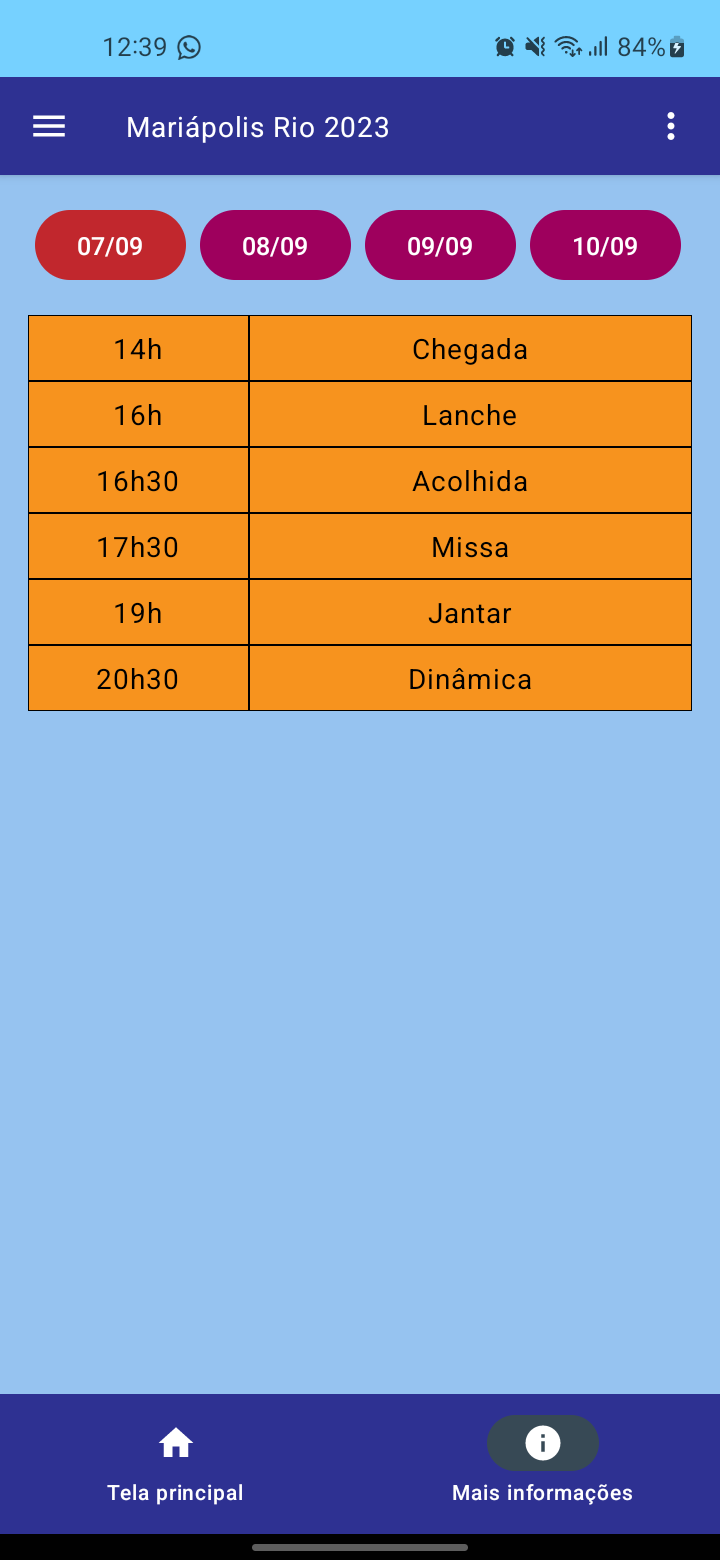 12:39 84%
Mariápolis Rio 2023
07/09 08/09 09/09 10/09
14h Chegada
16h Lanche
16h30 Acolhida
17h30 Missa
19h Jantar
20h30 Dinâmica
Tela principal Mais informações